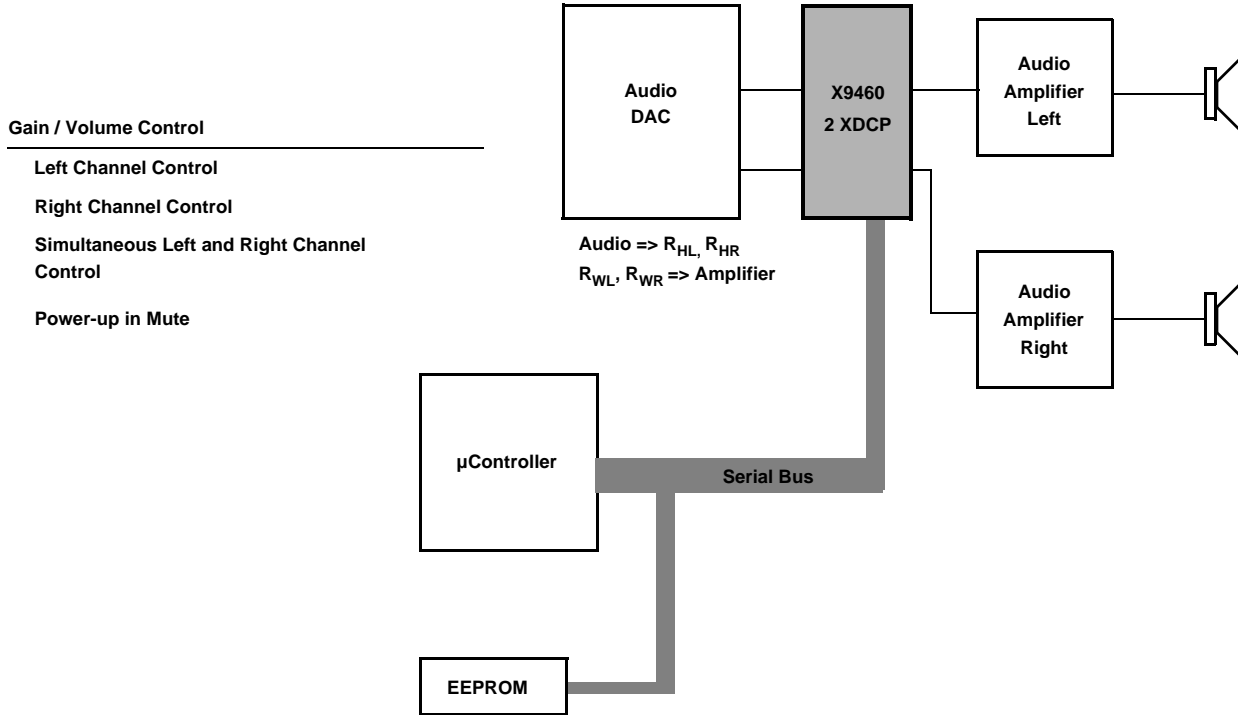 Gain / Volume Control
Left Channel Control
Right Channel Control
Simultaneous Left and Right Channel
Control
Power-up in Mute
Audio
DAC
X9460
2 XDCP
Audio
Amplifier
Left
Audio => RHL, RHR
RWL, RWR => Amplifier
Audio
Amplifier
Right
µController
Serial Bus
EEPROM